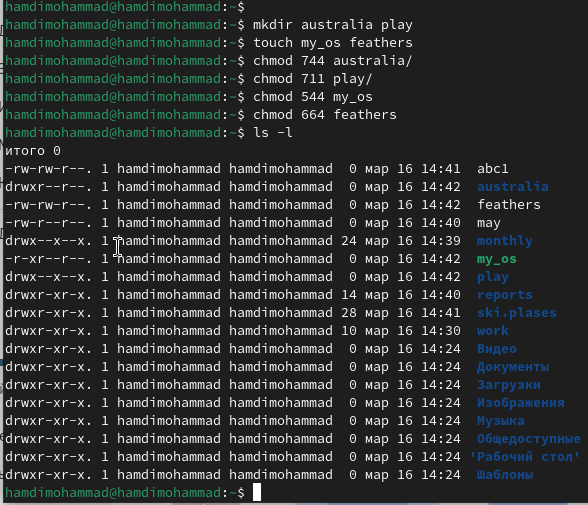 hamdimohammad@hamdimohammad:~$
hamdimohammad@hamdimohammad:~$ mkdir australia play
hamdimohammad@hamdimohammad:~$ touch my_os feathers
hamdimohammad@hamdimohammad:~$ chmod 744 australia/
hamdimohammad@hamdimohammad:~$ chmod 711 play/
hamdimohammad@hamdimohammad:~$ chmod 544 my_os
hamdimohammad@hamdimohammad:~$ chmod 664 feathers
hamdimohammad@hamdimohammad:~$ ls -l
итого 0
-rw-rw-r--. 1 hamdimohammad hamdimohammad  0 мар 16 14:41  abc1
drwxr--r--. 1 hamdimohammad hamdimohammad  0 мар 16 14:42  australia
-rw-rw-r--. 1 hamdimohammad hamdimohammad  0 мар 16 14:42  feathers
-rw-r--r--. 1 hamdimohammad hamdimohammad  0 мар 16 14:40  may
drwx--x--x. 1 hamdimohammad hamdimohammad 24 мар 16 14:39  monthly
-r-xr--r--. 1 hamdimohammad hamdimohammad  0 мар 16 14:42  my_os
drwx--x--x. 1 hamdimohammad hamdimohammad  0 мар 16 14:42  play
drwxr-xr-x. 1 hamdimohammad hamdimohammad 14 мар 16 14:40  reports
drwxr-xr-x. 1 hamdimohammad hamdimohammad 28 мар 16 14:41  ski.plases
drwxr-xr-x. 1 hamdimohammad hamdimohammad 10 мар 16 14:30  work
drwxr-xr-x. 1 hamdimohammad hamdimohammad  0 мар 16 14:24  Видео
drwxr-xr-x. 1 hamdimohammad hamdimohammad  0 мар 16 14:24  Документы
drwxr-xr-x. 1 hamdimohammad hamdimohammad  0 мар 16 14:24  Загрузки
drwxr-xr-x. 1 hamdimohammad hamdimohammad  0 мар 16 14:24  Изображения
drwxr-xr-x. 1 hamdimohammad hamdimohammad  0 мар 16 14:24  Музыка
drwxr-xr-x. 1 hamdimohammad hamdimohammad  0 мар 16 14:24  Общедоступные
drwxr-xr-x. 1 hamdimohammad hamdimohammad  0 мар 16 14:24 'Рабочий стол'
drwxr-xr-x. 1 hamdimohammad hamdimohammad  0 мар 16 14:24  Шаблоны
hamdimohammad@hamdimohammad:~$